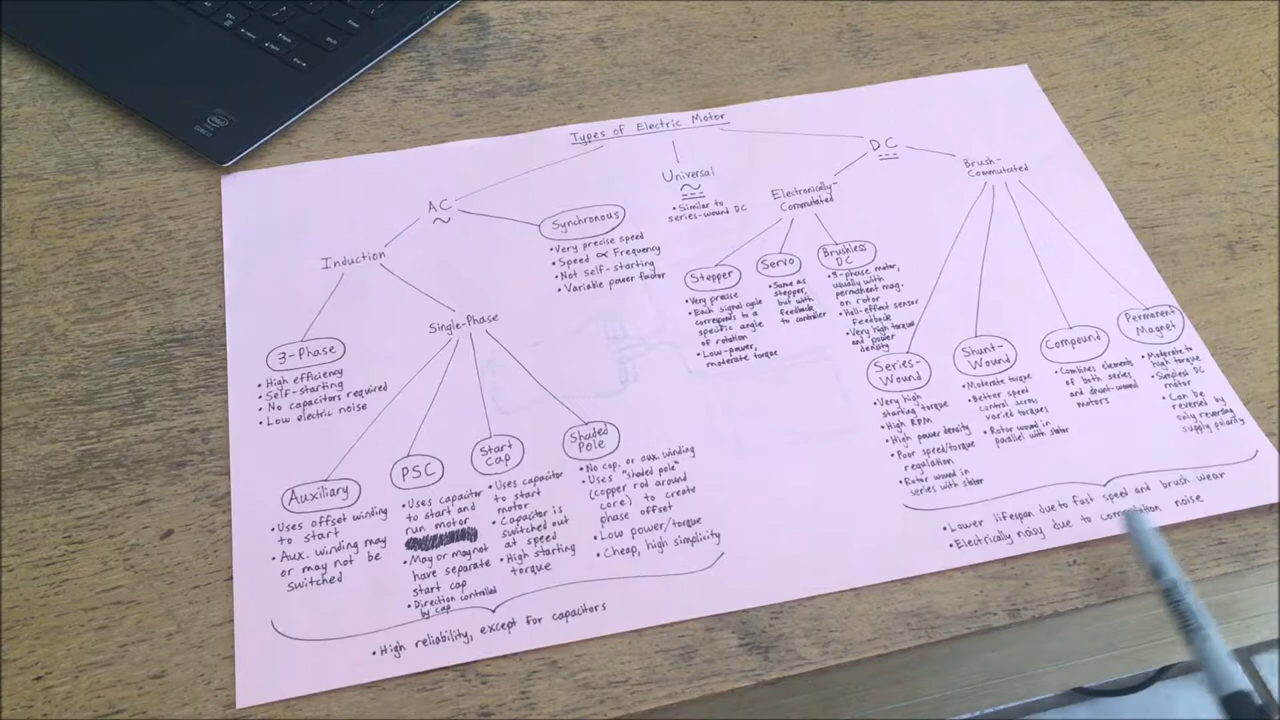 Types of Electric Motor
AC
~
Synchronous
• Very precise speed
• Speed ∝ Frequency
• Not self-starting
• Variable power factor
Induction
3-Phase
• High efficiency
• Self-starting
• No capacitors required
• Low electric noise
Single-Phase
Auxiliary
• Uses offset winding
to start
• Aux. winding may
or may not be
switched
PSC
• Uses capacitor
to start and
run motor
• May or may not
have separate
start cap
• Direction controlled
by cap
Start
Cap
• Uses capacitor
to start
motor
• Capacitor is
switched out
at speed
• High starting
torque
Shaded
Pole
• No cap. or aux. winding
• Uses "shaded pole"
(copper rod around
core) to create
phase offset
• Low power/torque
• Cheap, high simplicity
• High reliability, except for capacitors
Universal
• Similar to
series-wound DC
DC
Electronically-
Commutated
Stepper
• Very precise
• Each signal cycle
corresponds to a
specific angle
of rotation
• Low-power,
moderate torque
Servo
• Same as
stepper,
but with
feedback
to controller
Brushless
DC
• 3-phase motor,
usually with
permanent mag.
on rotor
• Hall-effect sensor
feedback
• Very high torque
and power
density
Brush-
Commutated
Series-
Wound
• Very high
starting torque
• High RPM
• High power density
• Poor speed/torque
regulation
• Rotor wound in
series with stator
Shunt-
Wound
• Moderate torque
• Better speed
control across
varied torques
• Rotor wound in
parallel with stator
Compound
• Combines elements
of both series
and shunt-wound
motors
Permanent
Magnet
• Moderate to
high torque
• Simplest DC
motor
• Can be
reversed by
only reversing
supply polarity
• Lower lifespan due to fast speed and brush wear
• Electrically noisy due to commutation noise
intel